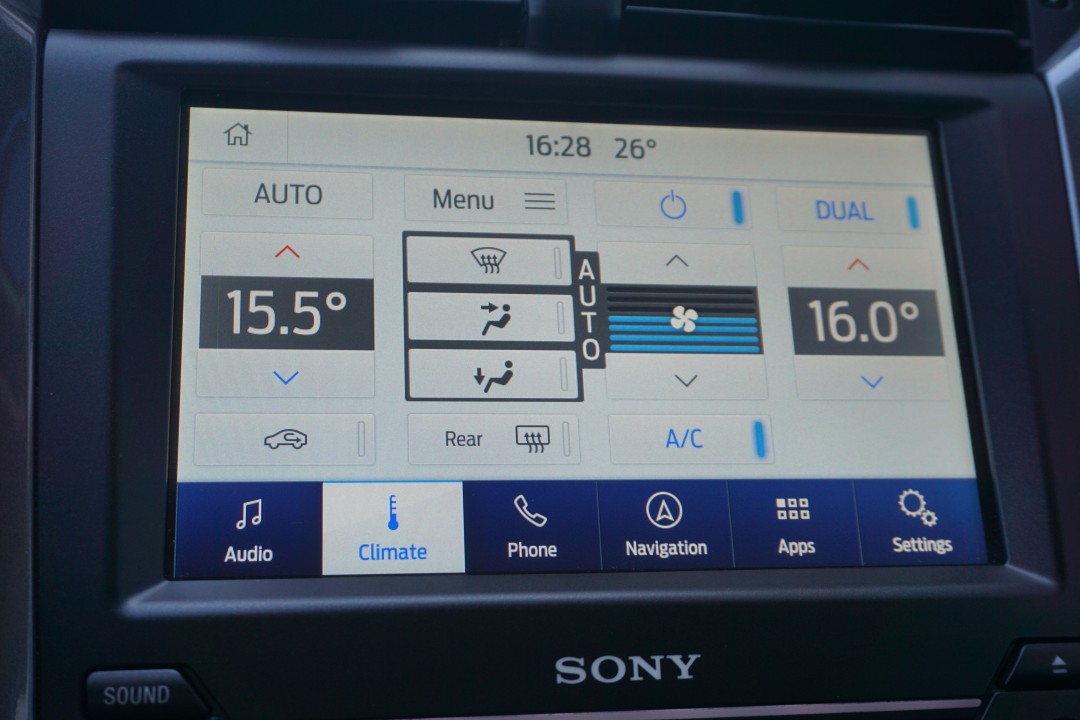 16:28 26°
AUTO
Menu
DUAL
15.5°
AUTO
16.0°
Rear
A/C
Audio
Climate
Phone
Navigation
Apps
Settings
SONY
SOUND